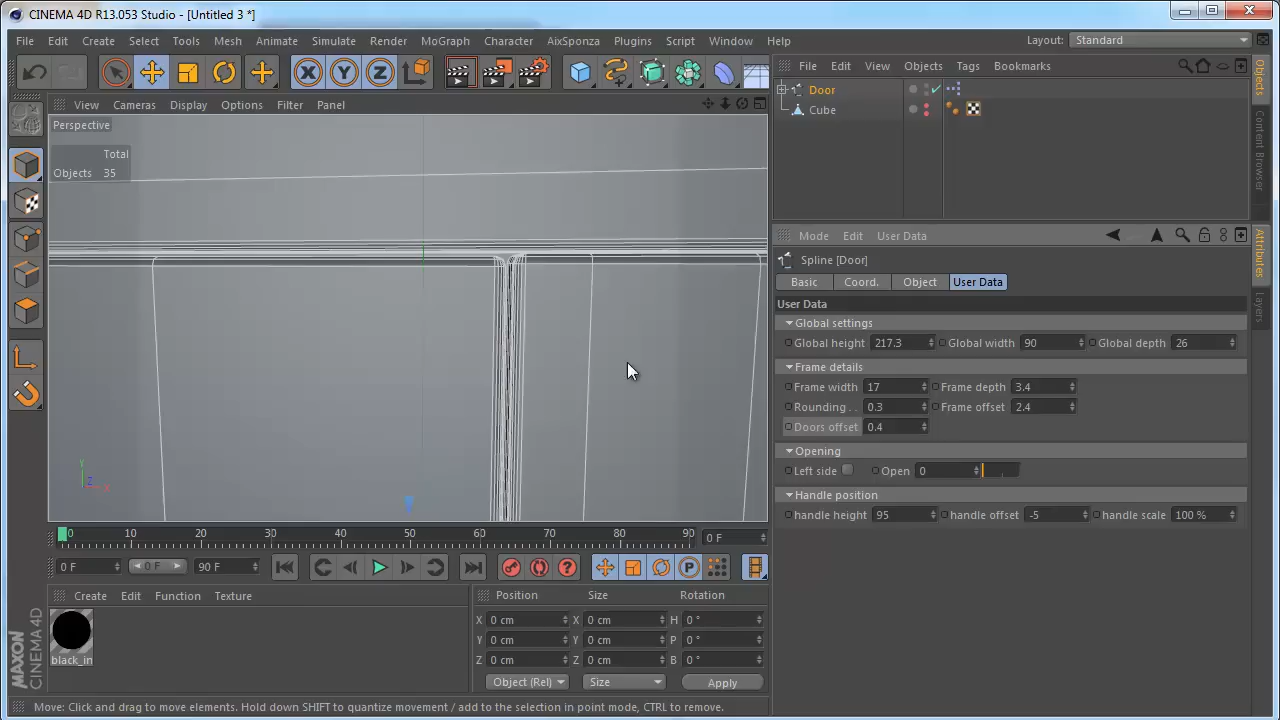 CINEMA 4D R13.053 Studio - [Untitled 3 *]
File Edit Create Select Tools Mesh Animate Simulate Render MoGraph Character AixSponza Plugins Script Window Help
Layout: Standard
X Y Z
File Edit View Objects Tags Bookmarks
Door
Cube
View Cameras Display Options Filter Panel
Perspective
Total
Objects 35
Y
Z X
Mode Edit User Data
Spline [Door]
Basic Coord. Object User Data
User Data
Global settings
Global height 217.3 Global width 90 Global depth 26
Frame details
Frame width 17 Frame depth 3.4
Rounding . . 0.3 Frame offset 2.4
Doors offset 0.4
Opening
Left side Open 0
Handle position
handle height 95 handle offset -5 handle scale 100 %
Objects
Content Browser
Attributes
Layers
0 10 20 30 40 50 60 70 80 90 0 F
0 F 0 F 90 F 90 F
P
Create Edit Function Texture
black_in
MAXON
CINEMA 4D
Position Size Rotation
X 0 cm X 0 cm H 0 °
Y 0 cm Y 0 cm P 0 °
Z 0 cm Z 0 cm B 0 °
Object (Rel) Size Apply
Move: Click and drag to move elements. Hold down SHIFT to quantize movement / add to the selection in point mode, CTRL to remove.